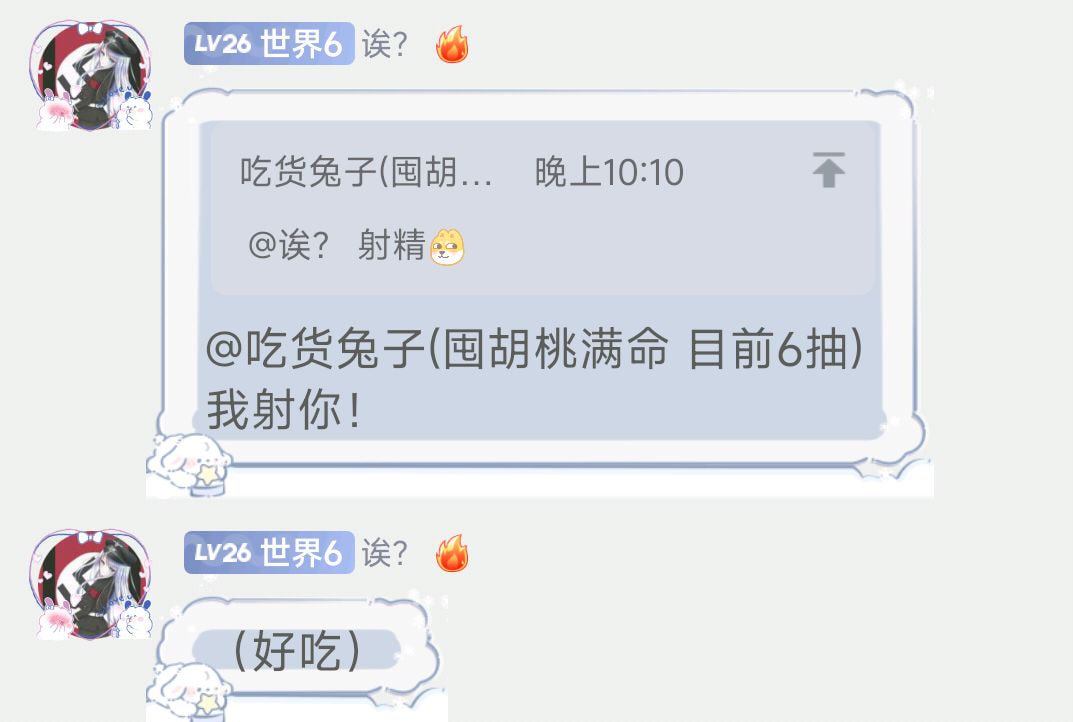 LV26 世界6 诶？
吃货兔子(囤胡... 晚上10:10
@诶？ 射精
@吃货兔子(囤胡桃满命 目前6抽)
我射你！
LV26 世界6 诶？
（好吃）